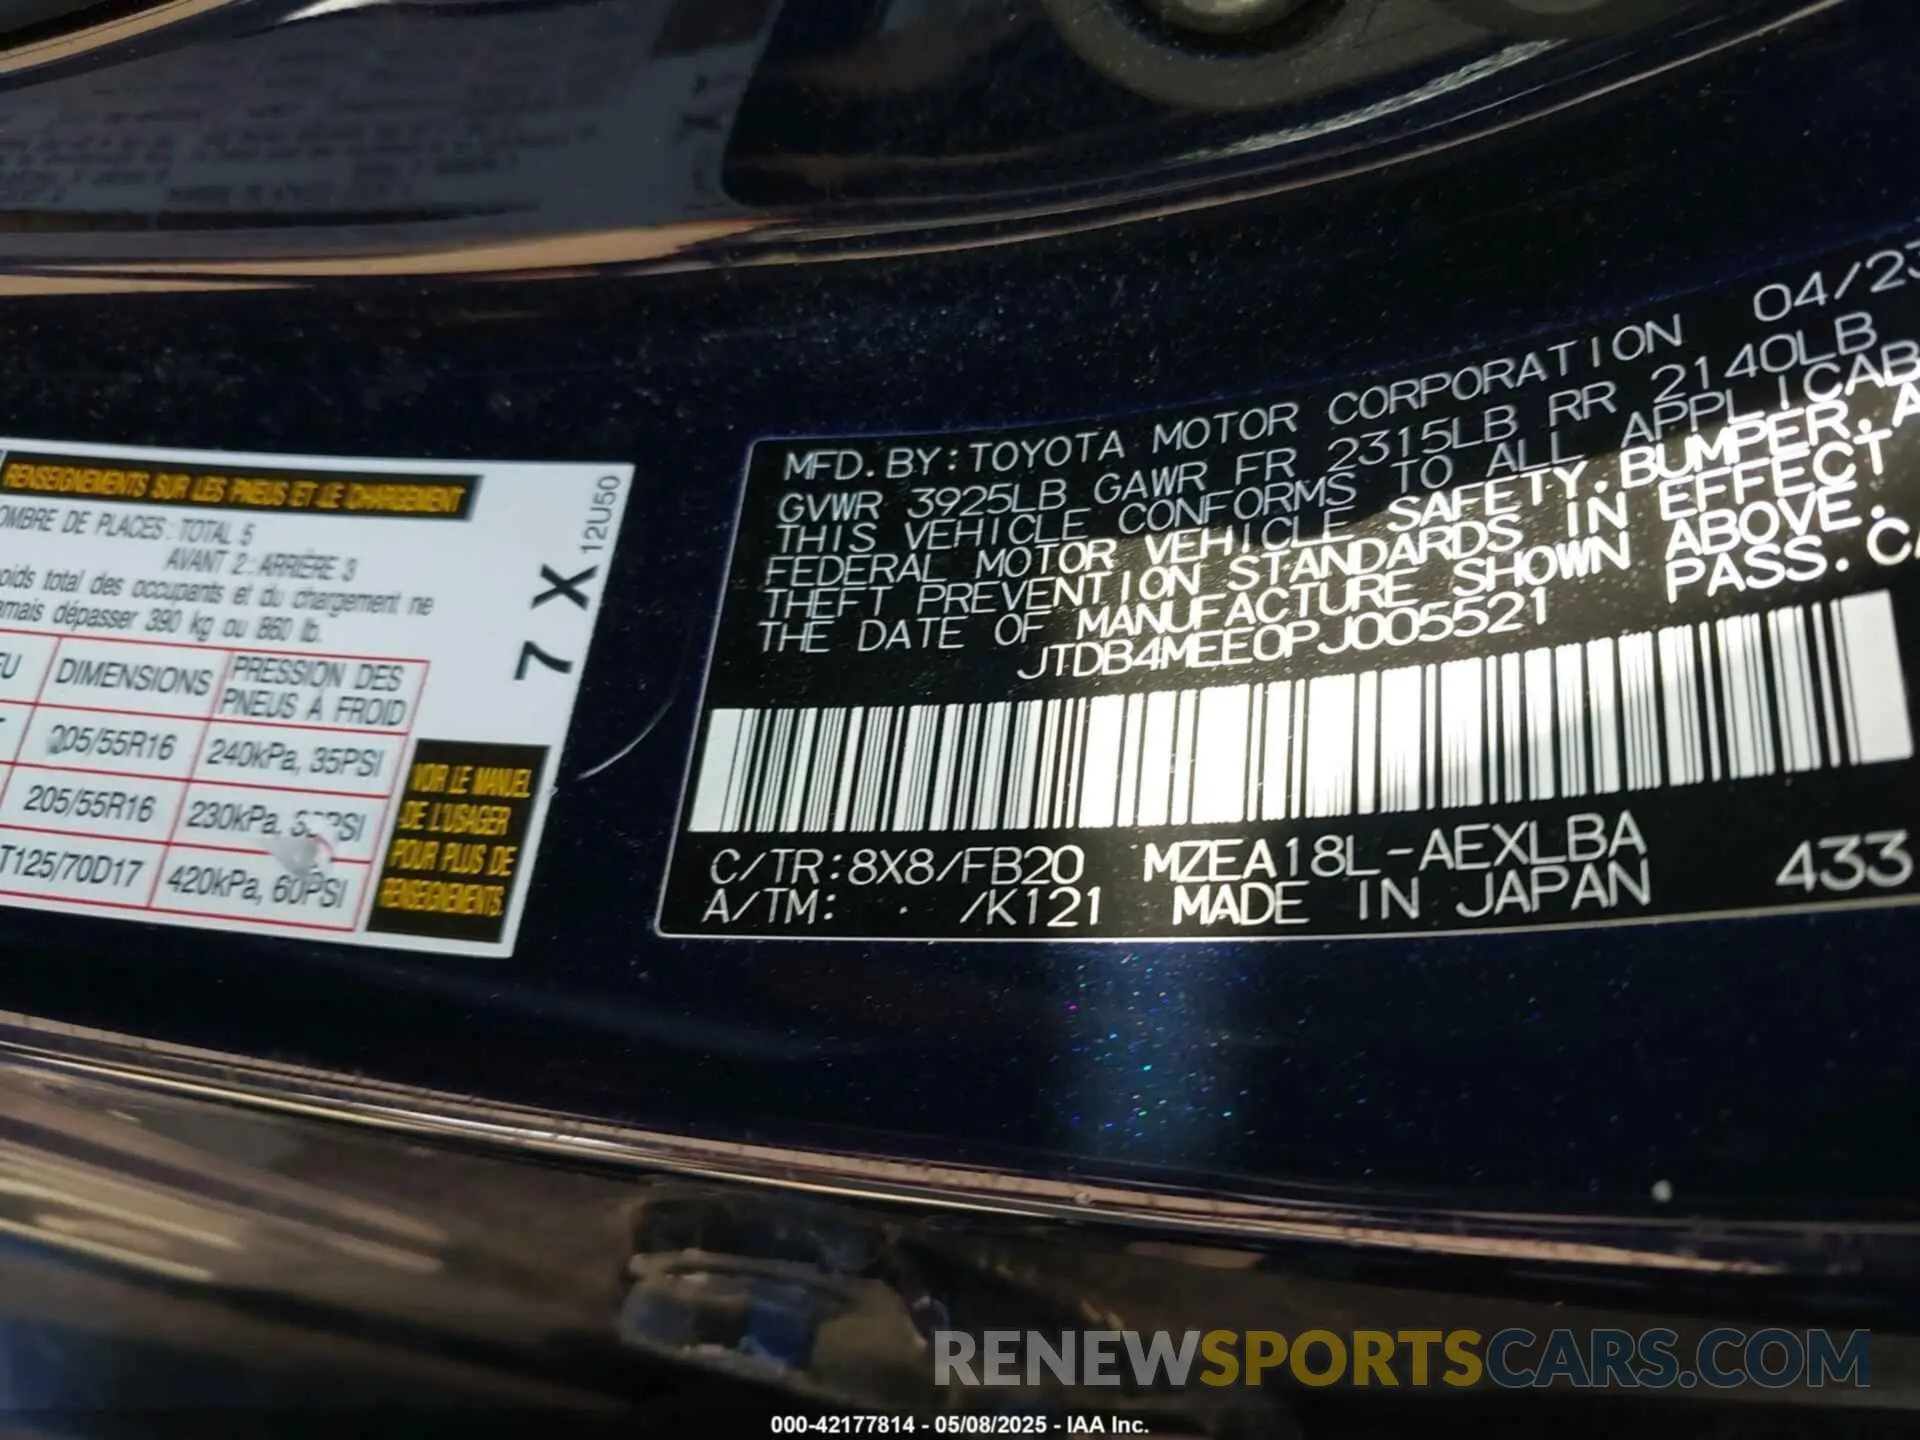 RENSEIGNEMENTS SUR LES PNEUS ET LE CHARGEMENT
OMBRE DE PLACES: TOTAL 5
AVANT 2: ARRIÈRE 3
oids total des occupants et du chargement ne
amais dépasser 390 kg ou 860 lb.
EU DIMENSIONS PRESSION DES PNEUS À FROID
205/55R16 240kPa, 35PSI
205/55R16 230kPa, PSI
T125/70D17 420kPa, 60PSI
VOIR LE MANUEL
DE L'USAGER
POUR PLUS DE
RENSEIGNEMENTS.
7 X 12U50
MFD. BY: TOYOTA MOTOR CORPORATION 04/23
GVWR 3925LB GAWR FR 2315LB RR 2140LB
THIS VEHICLE CONFORMS TO ALL APPLICAB
FEDERAL MOTOR VEHICLE SAFETY, BUMPER, A
THEFT PREVENTION STANDARDS IN EFFECT
THE DATE OF MANUFACTURE SHOWN ABOVE.
JTDB4MEE0PJ005521 PASS. CA
C/TR:8X8/FB20 MZEA18L-AEXLBA
A/TM: . /K121 MADE IN JAPAN 433
RENEWSPORTSCARS.COM
000-42177814 - 05/08/2025 - IAA Inc.